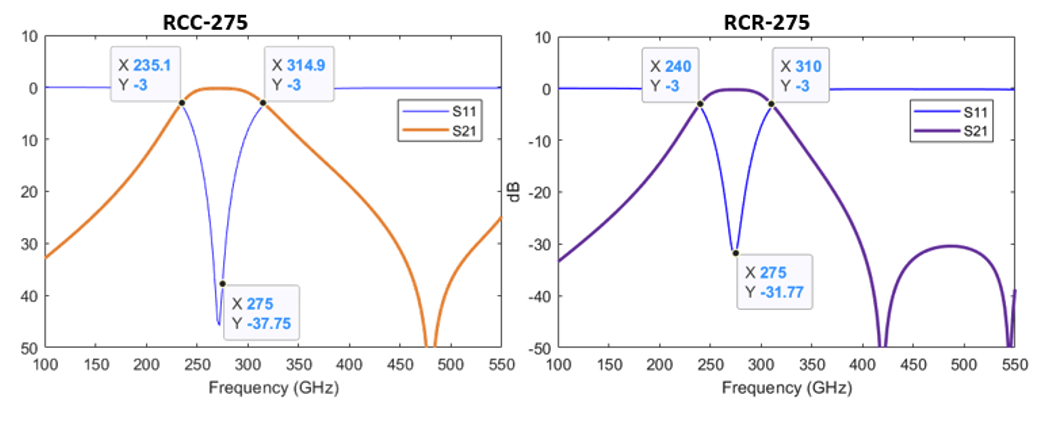 RCC-275
10
0
10
20
30
40
50
100 150 200 250 300 350 400 450 500 550
Frequency (GHz)
X 235.1
Y -3
X 314.9
Y -3
S11
S21
X 275
Y -37.75
RCR-275
dB
10
0
-10
-20
-30
-40
-50
100 150 200 250 300 350 400 450 500 550
Frequency (GHz)
X 240
Y -3
X 310
Y -3
S11
S21
X 275
Y -31.77